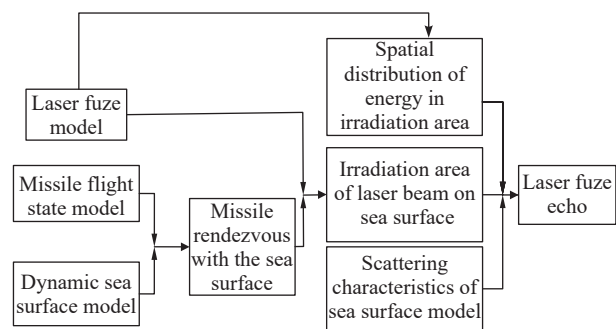 Spatial
distribution of
energy in
irradiation area
Laser fuze
model
Missile flight
state model
Irradiation area
of laser beam on
sea surface
Laser fuze
echo
Missile
rendezvous
with the sea
surface
Dynamic sea
surface model
Scattering
characteristics of
sea surface model